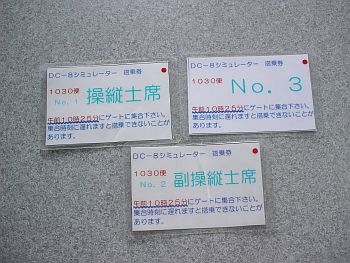 DC-8シミュレーター 搭乗券
1030便
No. 1 操縦士席
午前10時25分にゲートに集合下さい。
集合時刻に遅れますと搭乗できないことが
あります。
DC-8シミュレーター 搭乗券
1030便 No. 3
午前10時25分にゲートに集合下さい。
集合時刻に遅れますと搭乗できないことが
あります。
DC-8シミュレーター 搭乗券
1030便
No. 2 副操縦士席
午前10時25分にゲートに集合下さい。
集合時刻に遅れますと搭乗できないことが
あります。